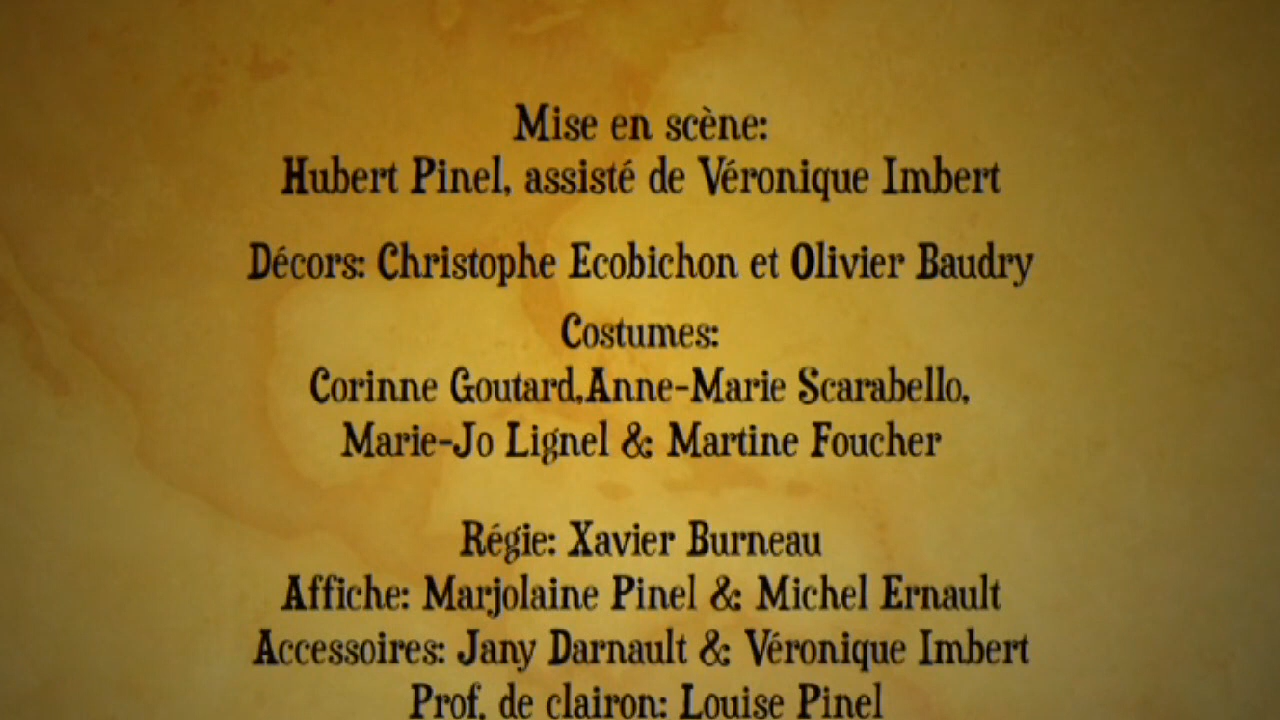 Mise en scène:
Hubert Pinel, assisté de Véronique Imbert
Décors: Christophe Ecobichon et Olivier Baudry
Costumes:
Corinne Goutard,Anne-Marie Scarabello,
Marie-Jo Lignel & Martine Foucher
Régie: Xavier Burneau
Affiche: Marjolaine Pinel & Michel Ernault
Accessoires: Jany Darnault & Véronique Imbert
Prof. de clairon: Louise Pinel